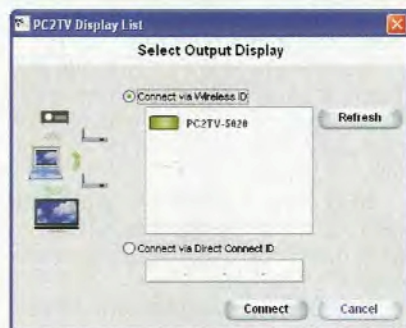 PC2TV Display List
Select Output Display
Connect via Wireless ID
PC2TV-5020
Refresh
Connect via Direct Connect ID
. . .
Connect
Cancel